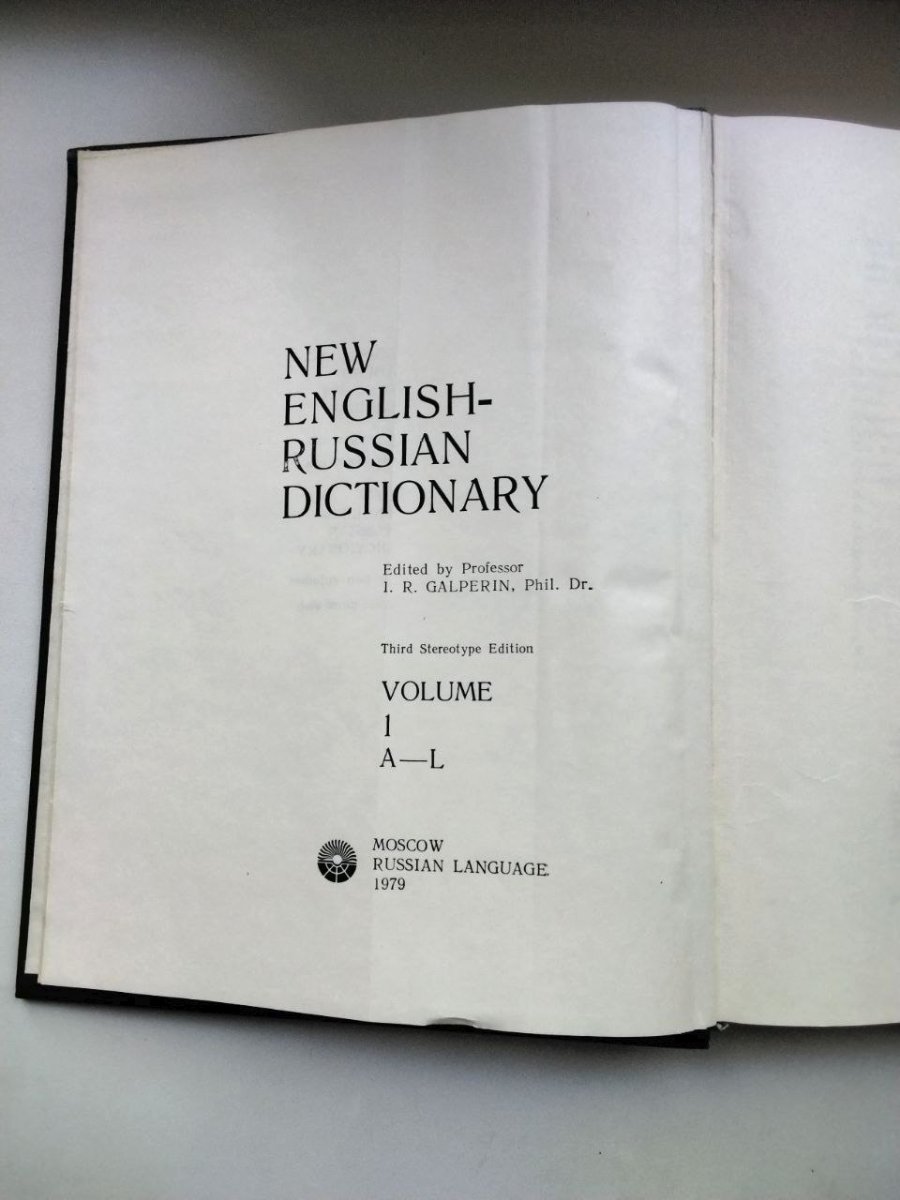 NEW
ENGLISH-
RUSSIAN
DICTIONARY
Edited by Professor
I. R. GALPERIN, Phil. Dr.
Third Stereotype Edition
VOLUME
1
A—L
MOSCOW
RUSSIAN LANGUAGE
1979